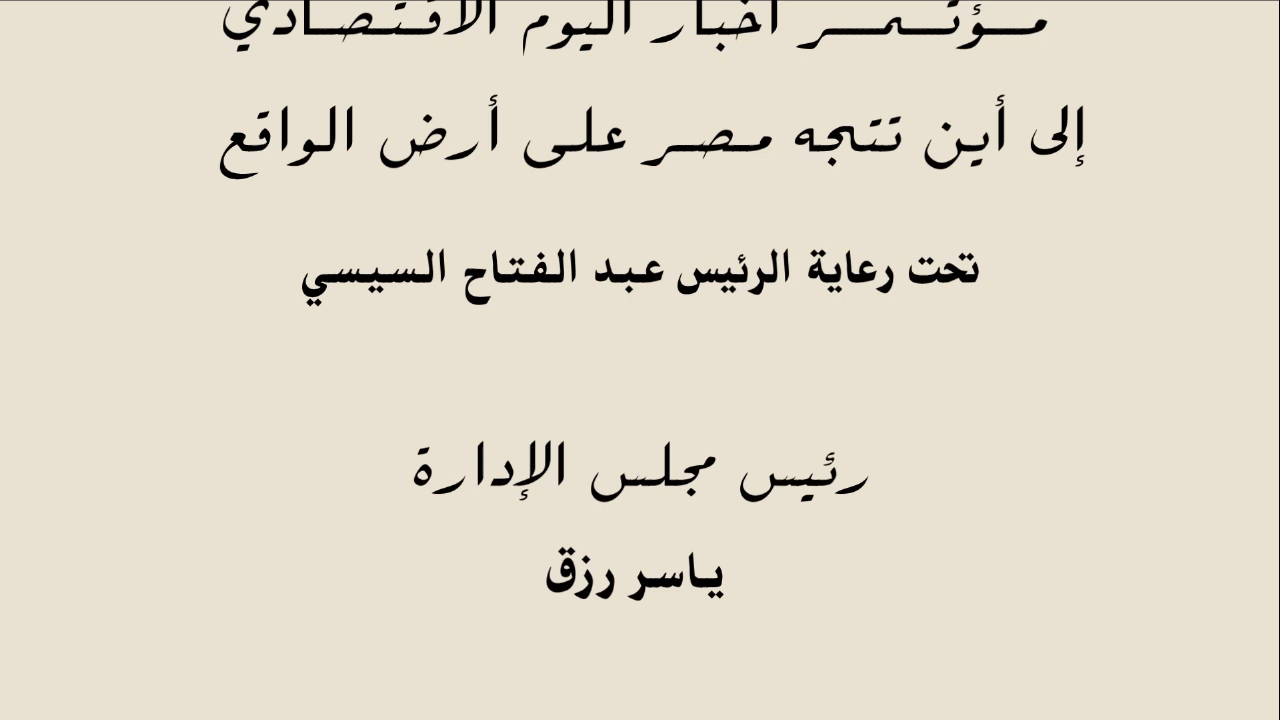 مؤتمر أخبار اليوم الاقتصادي
إلى أين تتجه مصر على أرض الواقع
تحت رعاية الرئيس عبد الفتاح السيسي
رئيس مجلس الإدارة
ياسر رزق